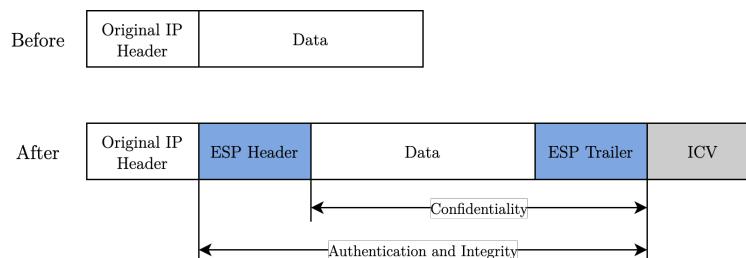 Before
Original IP
Header
Data
After
Original IP
Header
ESP Header
Data
ESP Trailer
ICV
Confidentiality
Authentication and Integrity